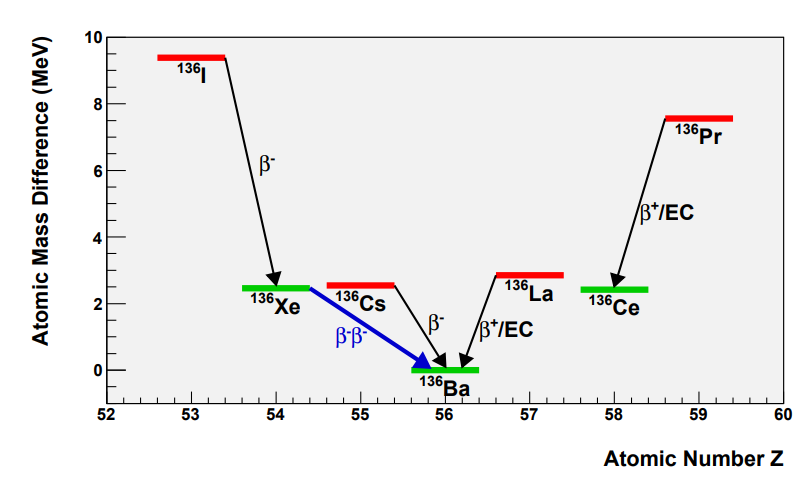 Atomic Mass Difference (MeV)
10
8
6
4
2
0
¹³⁶I
¹³⁶Pr
β⁻
β⁺/EC
¹³⁶La
¹³⁶Xe
¹³⁶Cs
¹³⁶Ce
β⁻β⁻
β⁻
β⁺/EC
¹³⁶Ba
52 53 54 55 56 57 58 59 60
Atomic Number Z